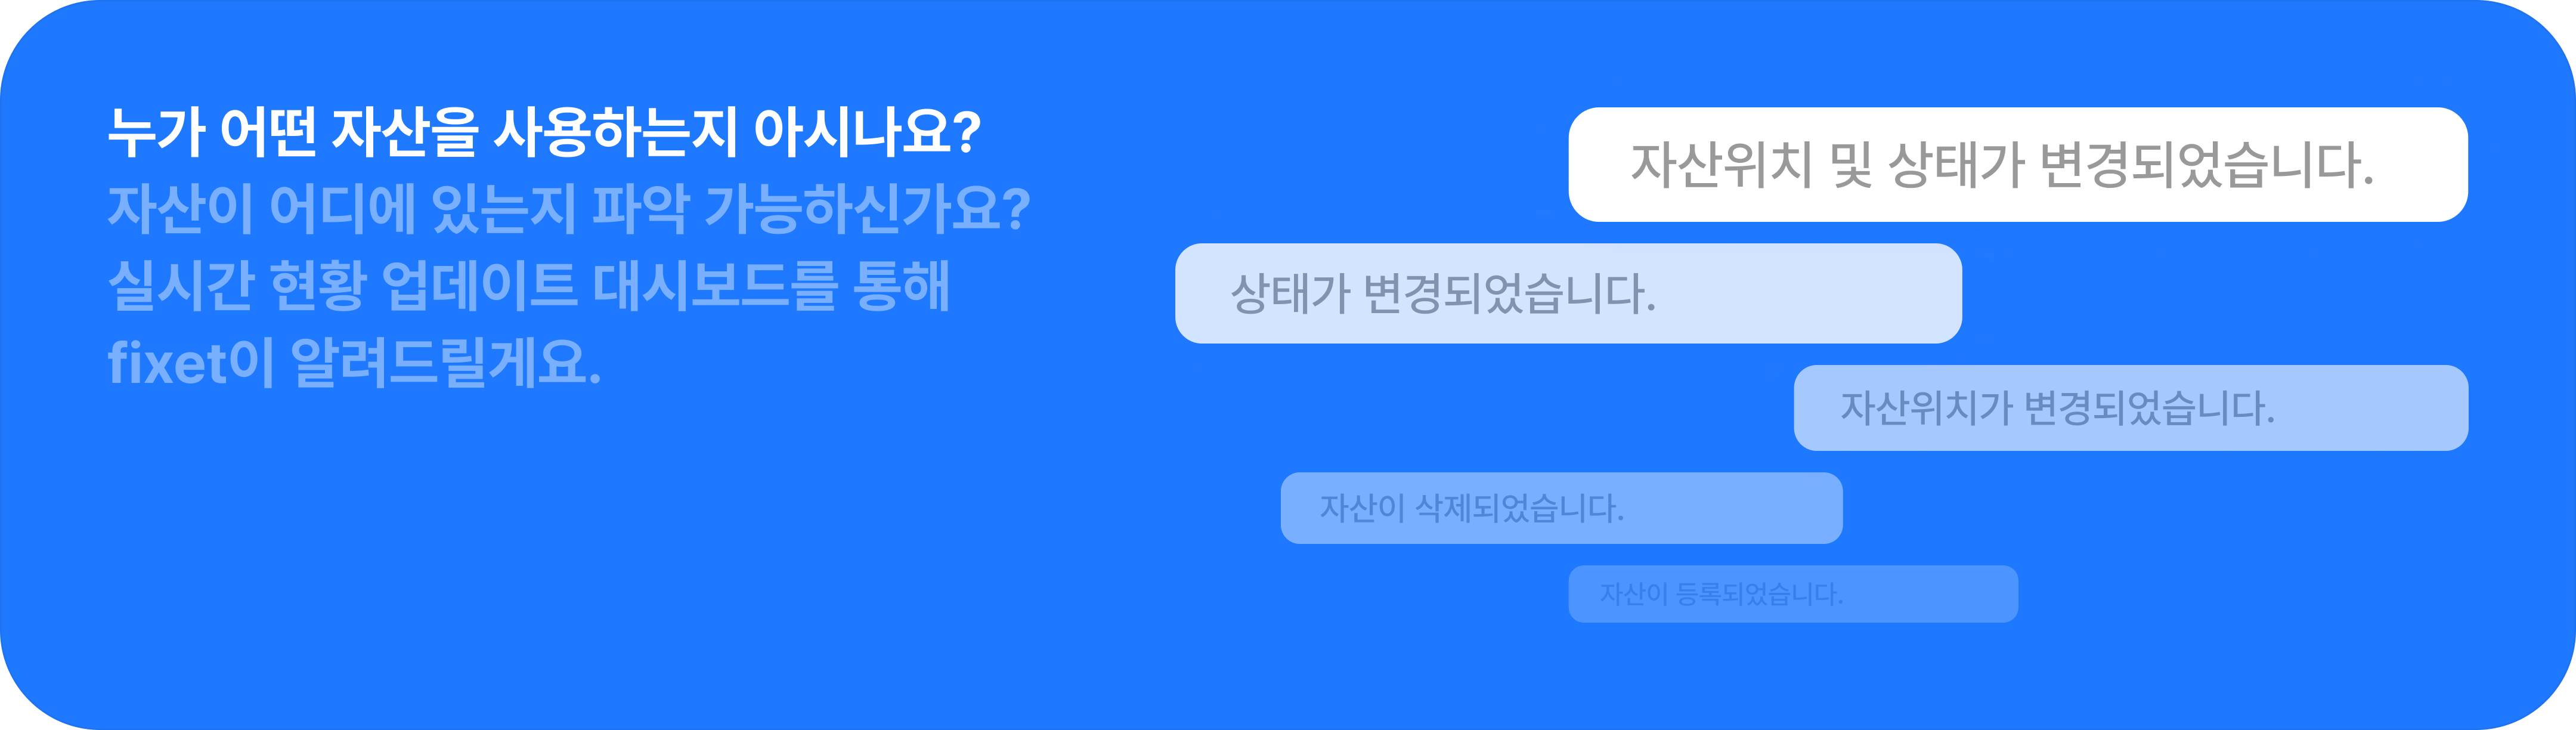 누가 어떤 자산을 사용하는지 아시나요?
자산이 어디에 있는지 파악 가능하신가요?
실시간 현황 업데이트 대시보드를 통해
fixet이 알려드릴게요.
자산위치 및 상태가 변경되었습니다.
상태가 변경되었습니다.
자산위치가 변경되었습니다.
자산이 삭제되었습니다.
자산이 등록되었습니다.